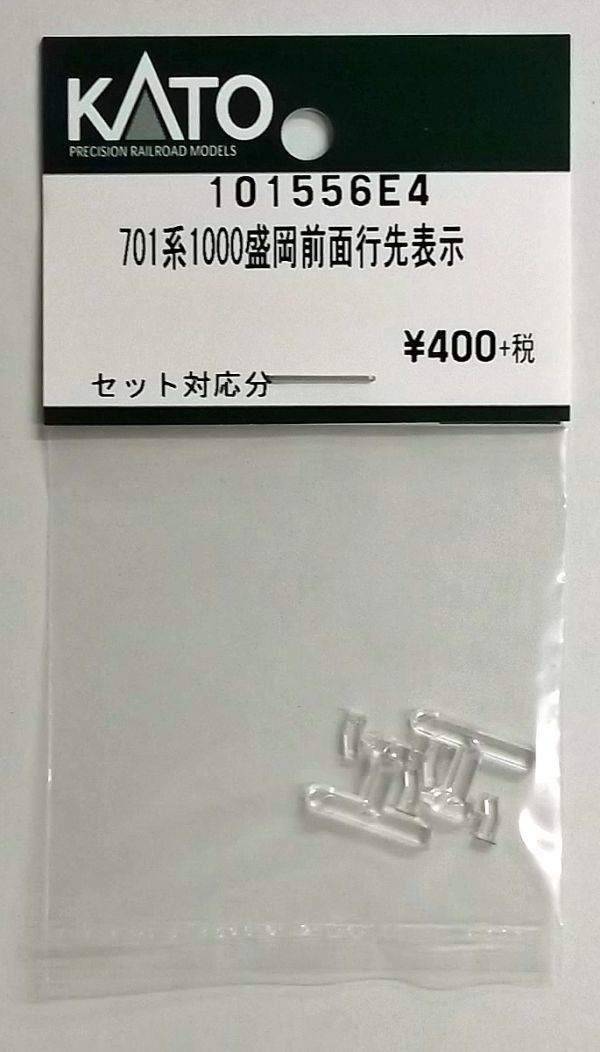 KATO
PRECISION RAILROAD MODELS
101556E4
701系1000盛岡前面行先表示
¥400+税
セット対応分